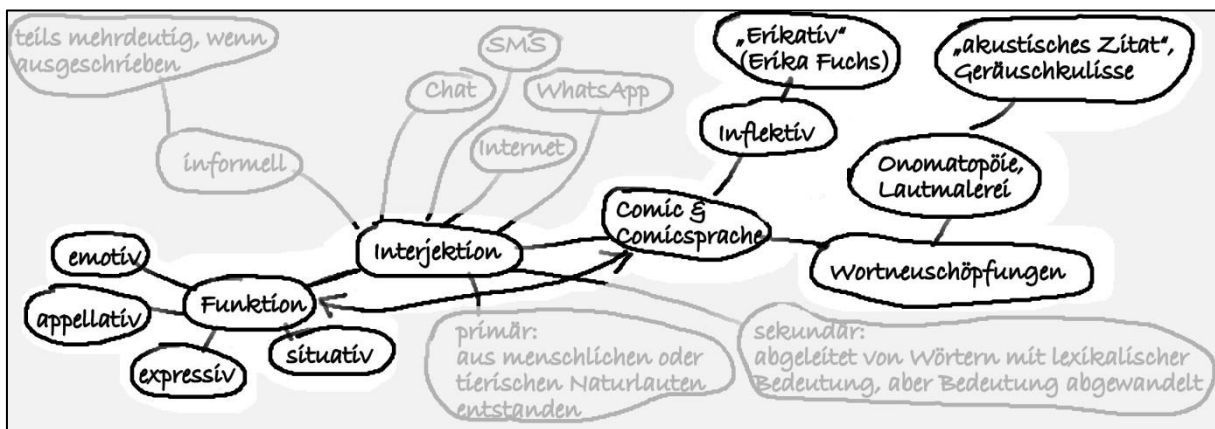 teils mehrdeutig, wenn
ausgeschrieben
SMS
Chat
WhatsApp
Internet
informell
„Erikativ“
(Erika Fuchs)
„akustisches Zitat“,
Geräuschkulisse
Inflektiv
Onomatopöie,
Lautmalerei
Comic &
Comicsprache
Interjektion
Wortneuschöpfungen
emotiv
Funktion
appellativ
situativ
expressiv
primär:
aus menschlichen oder
tierischen Naturlauten
entstanden
sekundär:
abgeleitet von Wörtern mit lexikalischer
Bedeutung, aber Bedeutung abgewandelt